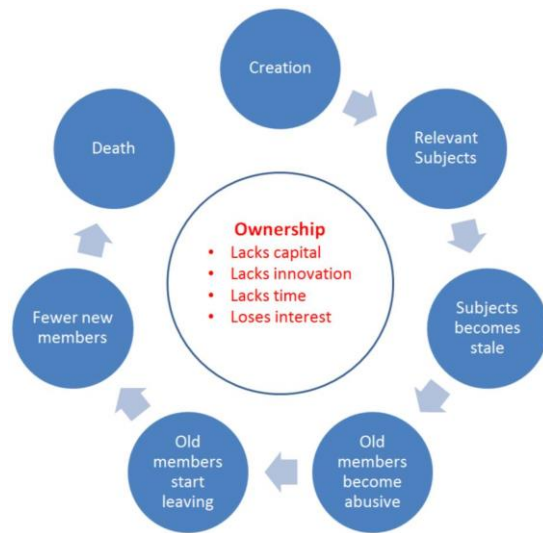 Creation
Relevant
Subjects
Subjects
becomes
stale
Old
members
become
abusive
Old
members
start
leaving
Fewer new
members
Death
Ownership
• Lacks capital
• Lacks innovation
• Lacks time
• Loses interest